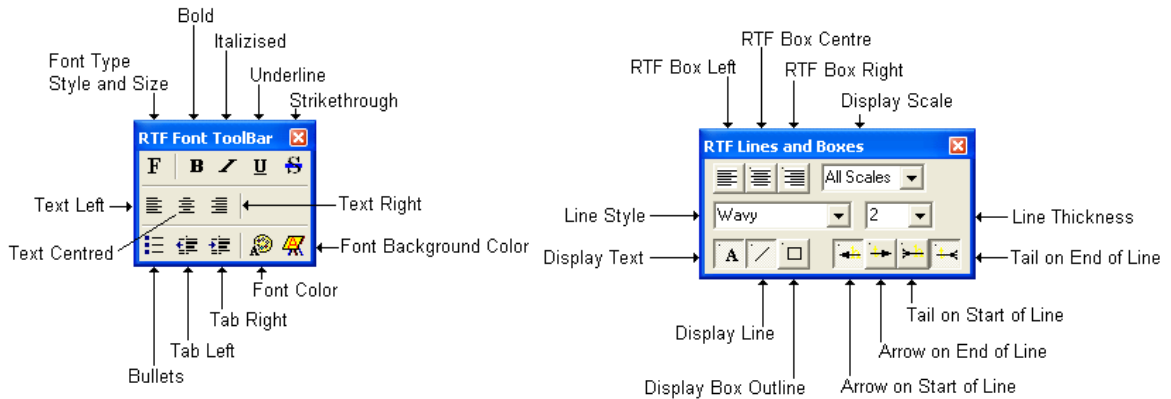 Bold
Italizised
Font Type
Style and Size
Underline
Strikethrough
RTF Font ToolBar
F B I U S
Text Left
Text Right
Text Centred
Font Background Color
A A
Font Color
Tab Right
Tab Left
Bullets
RTF Box Centre
RTF Box Left
RTF Box Right
Display Scale
RTF Lines and Boxes
All Scales
Line Style
Wavy
2
Line Thickness
Display Text
A
Tail on End of Line
Tail on Start of Line
Display Line
Arrow on End of Line
Display Box Outline
Arrow on Start of Line